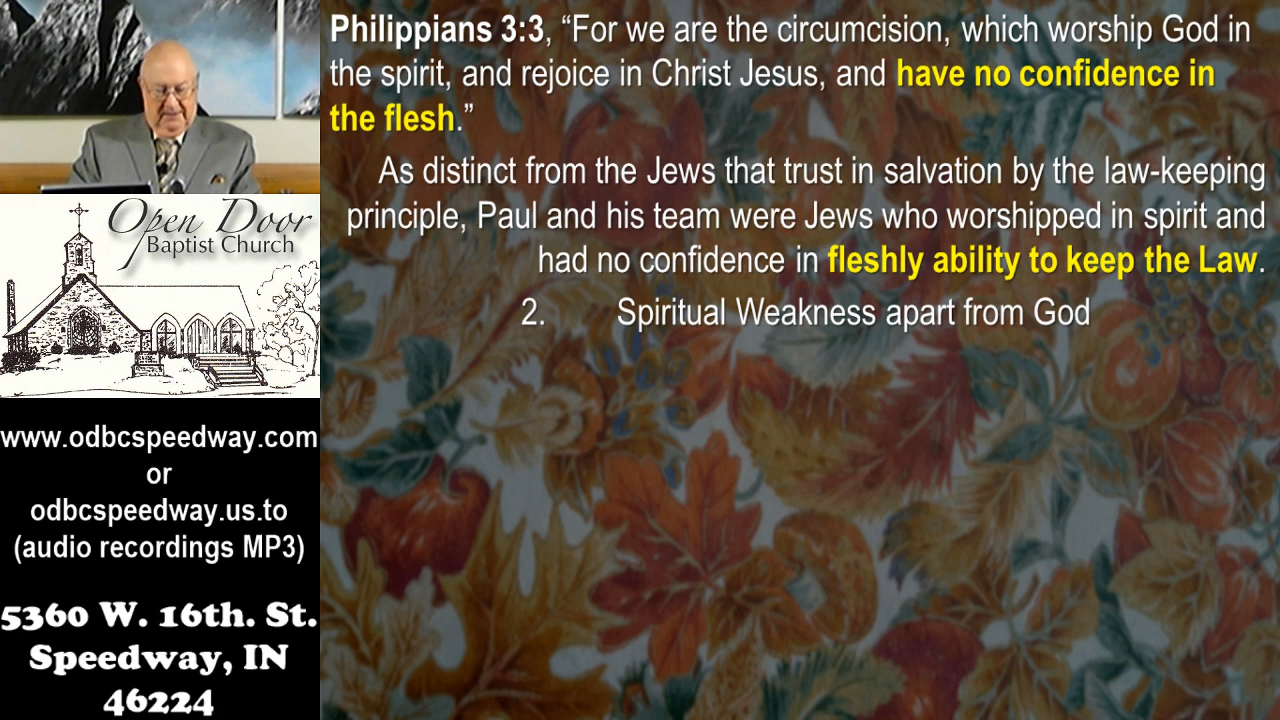 Philippians 3:3, “For we are the circumcision, which worship God in
the spirit, and rejoice in Christ Jesus, and have no confidence in
the flesh.”
As distinct from the Jews that trust in salvation by the law-keeping
principle, Paul and his team were Jews who worshipped in spirit and
had no confidence in fleshly ability to keep the Law.
2. Spiritual Weakness apart from God
Open Door
Baptist Church
www.odbcspeedway.com
or
odbcspeedway.us.to
(audio recordings MP3)
5360 W. 16th. St.
Speedway, IN
46224